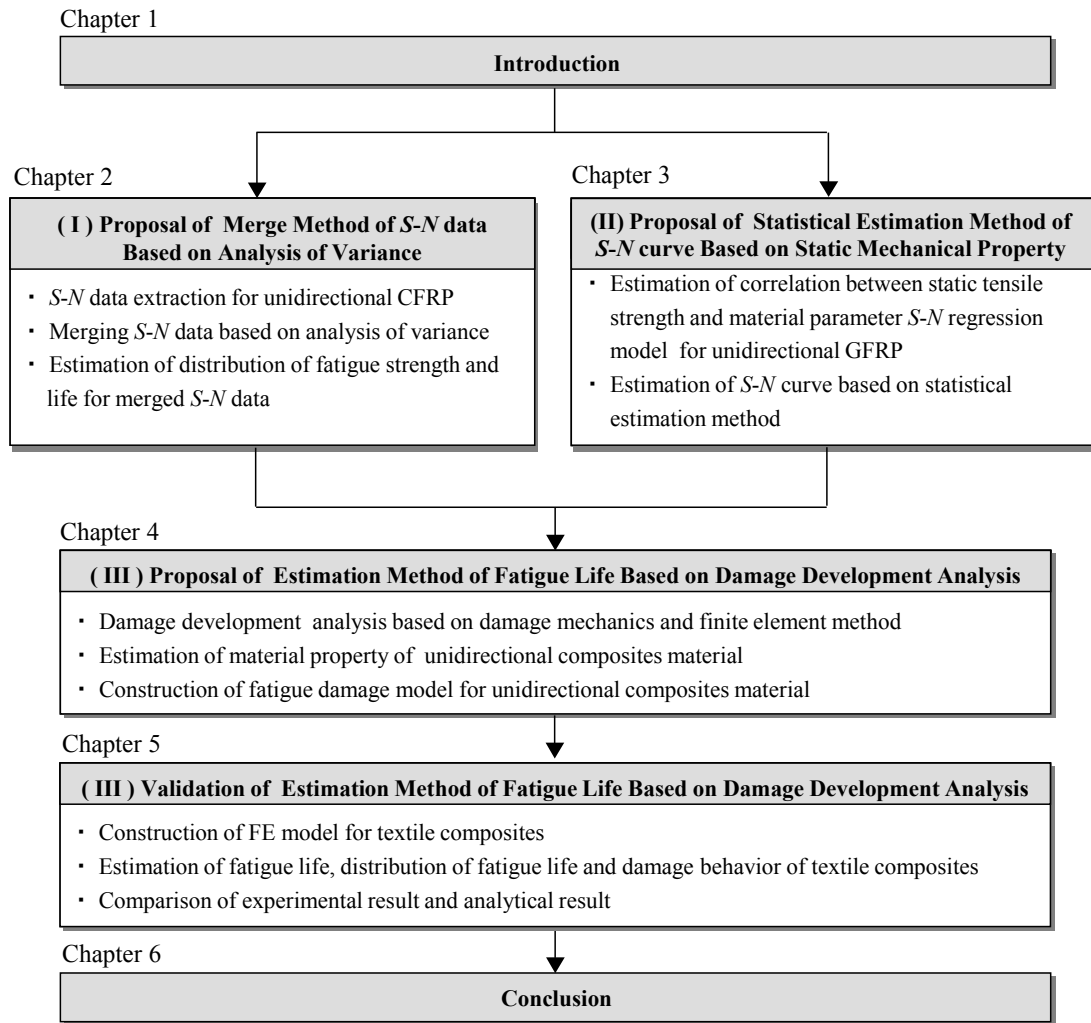 Chapter 1
Introduction
Chapter 2
( I ) Proposal of Merge Method of S-N data
Based on Analysis of Variance
・ S-N data extraction for unidirectional CFRP
・ Merging S-N data based on analysis of variance
・ Estimation of distribution of fatigue strength and
life for merged S-N data
Chapter 3
(II) Proposal of Statistical Estimation Method of
S-N curve Based on Static Mechanical Property
・ Estimation of correlation between static tensile
strength and material parameter S-N regression
model for unidirectional GFRP
・ Estimation of S-N curve based on statistical
estimation method
Chapter 4
( III ) Proposal of Estimation Method of Fatigue Life Based on Damage Development Analysis
・ Damage development analysis based on damage mechanics and finite element method
・ Estimation of material property of unidirectional composites material
・ Construction of fatigue damage model for unidirectional composites material
Chapter 5
( III ) Validation of Estimation Method of Fatigue Life Based on Damage Development Analysis
・ Construction of FE model for textile composites
・ Estimation of fatigue life, distribution of fatigue life and damage behavior of textile composites
・ Comparison of experimental result and analytical result
Chapter 6
Conclusion